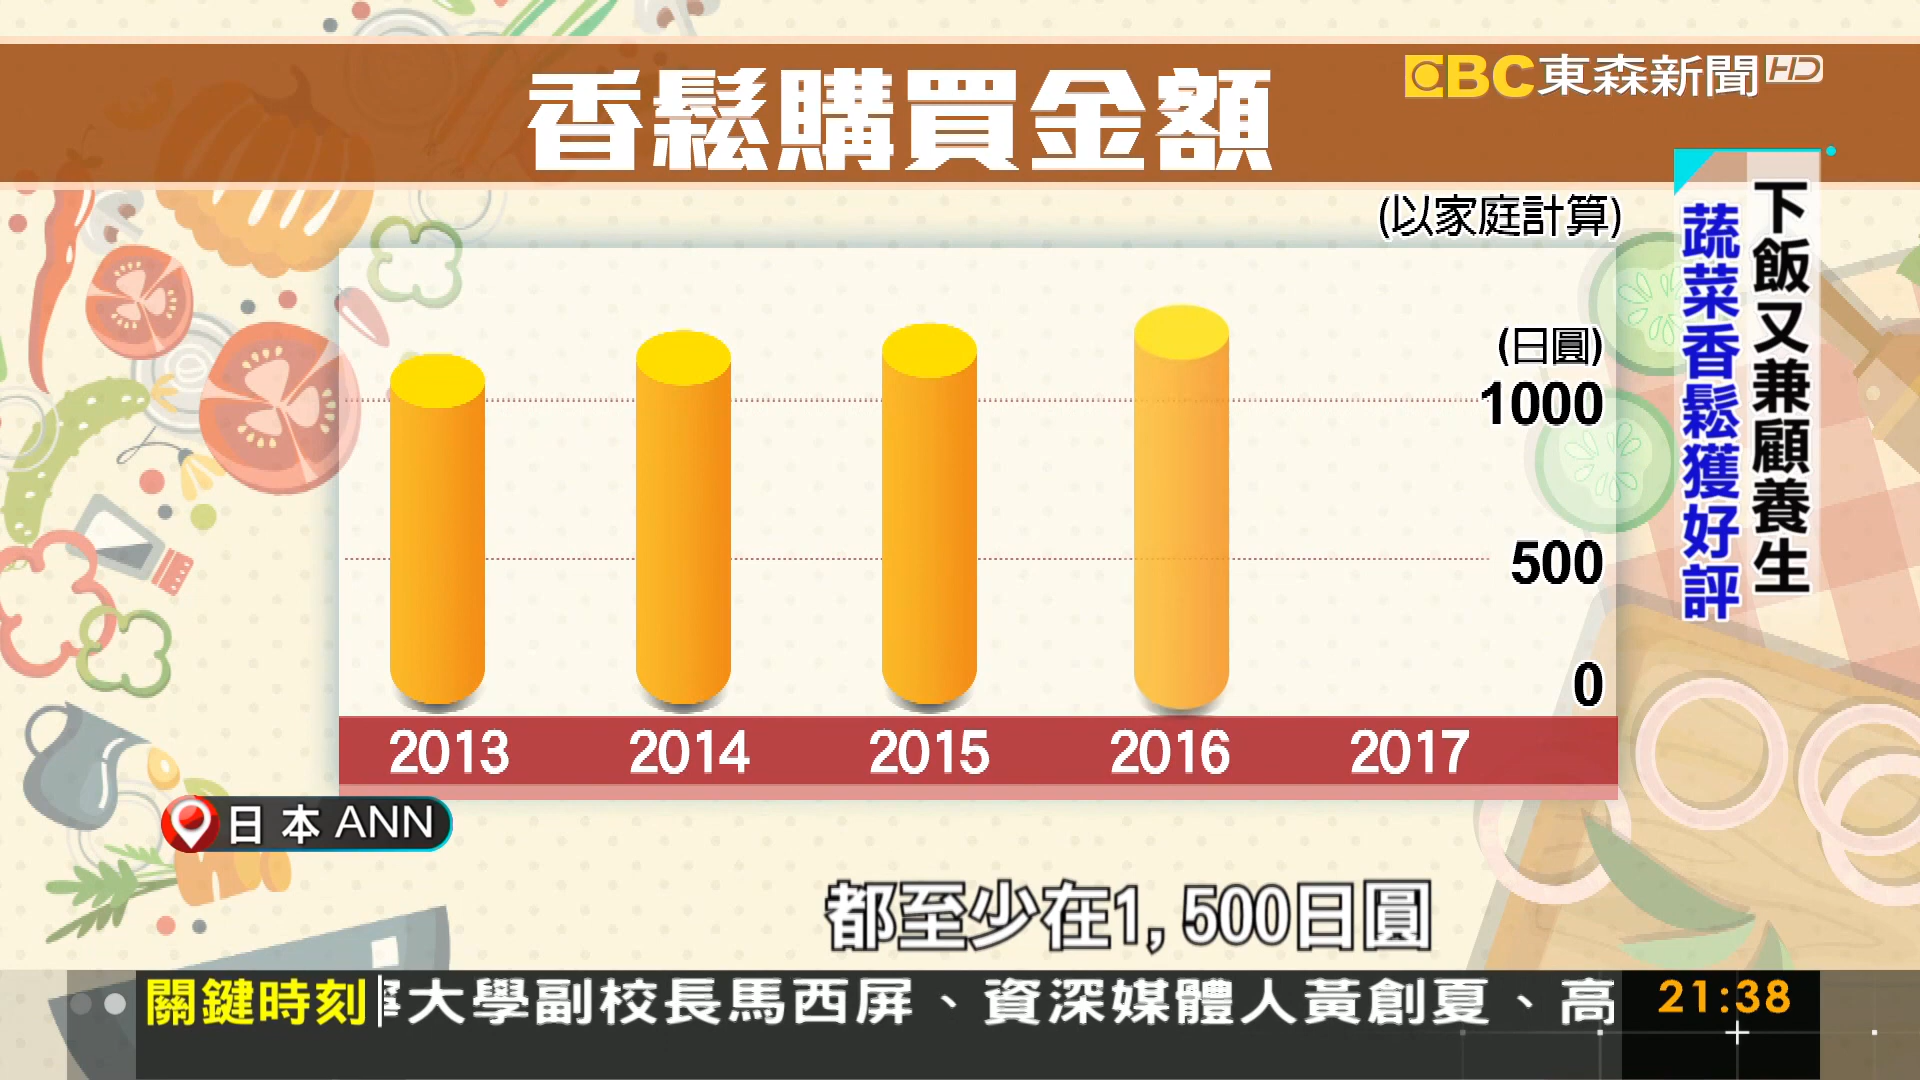 香鬆購買金額
EBC東森新聞HD
(以家庭計算)
下飯又兼顧養生
蔬菜香鬆獲好評
(日圓)
1000
500
0
2013 2014 2015 2016 2017
日本ANN
都至少在1,500日圓
關鍵時刻
大學副校長馬西屏、資深媒體人黃創夏、高
21:38